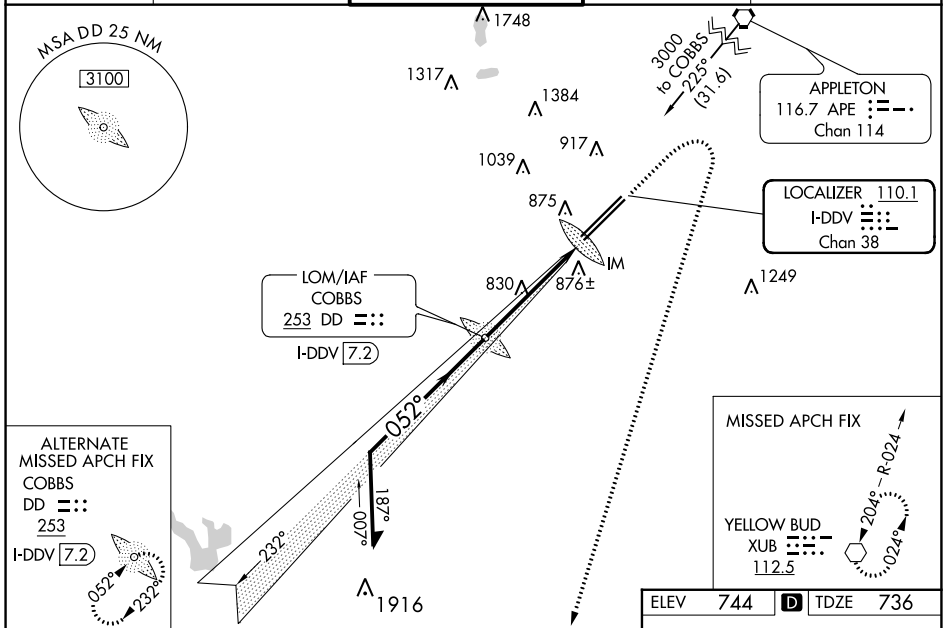 MSA DD 25 NM
3100
1748
1317
1384
917
1039
875
3000
to COBBS
225°
(31.6)
APPLETON
116.7 APE
Chan 114
LOCALIZER 110.1
I-DDV
Chan 38
IM
830
876±
1249
LOM/IAF
COBBS
253 DD
I-DDV 7.2
052°
187°
007°
232°
1916
ALTERNATE
MISSED APCH FIX
COBBS
DD
253
I-DDV 7.2
052°
232°
MISSED APCH FIX
204° R-024
024°
YELLOW BUD
XUB
112.5
ELEV 744 D TDZE 736